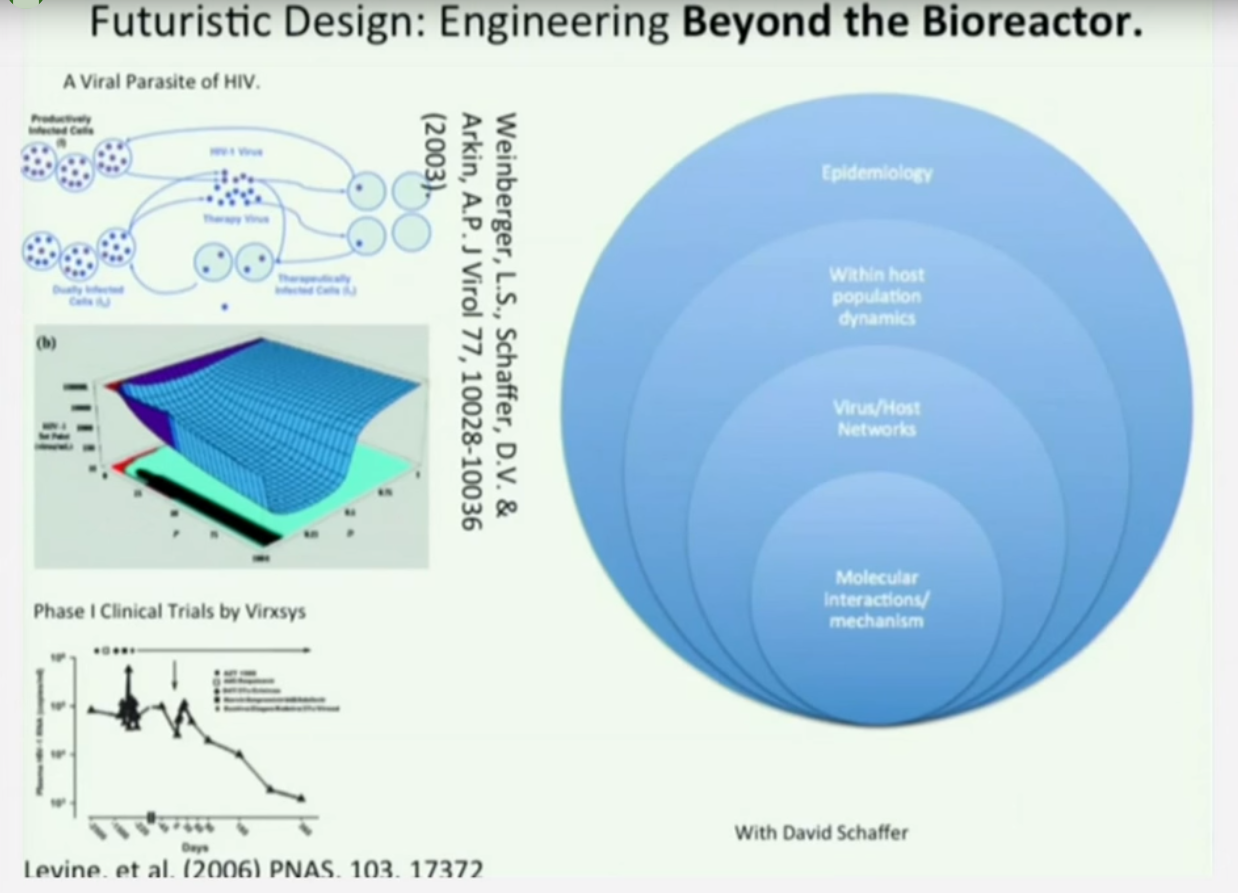 Futuristic Design: Engineering Beyond the Bioreactor.
A Viral Parasite of HIV.
Productively
Infected Cells
(I)
HIV-1 Virus
Therapy Virus
Dually Infected
Cells
Therapeutically
Infected Cells
Weinberger, L.S., Schaffer, D.V. &
Arkin, A.P. J Virol 77, 10028-10036
(2003).
(b)
Phase I Clinical Trials by Virxsys
Days
Levine, et al. (2006) PNAS, 103, 17372
Epidemiology
Within host
population
dynamics
Virus/Host
Networks
Molecular
interactions/
mechanism
With David Schaffer